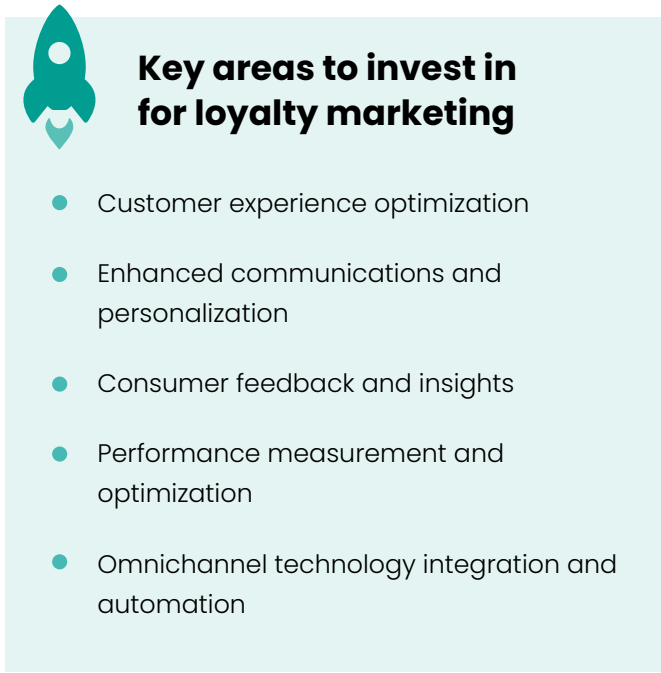 Key areas to invest in
for loyalty marketing
Customer experience optimization
Enhanced communications and
personalization
Consumer feedback and insights
Performance measurement and
optimization
Omnichannel technology integration and
automation